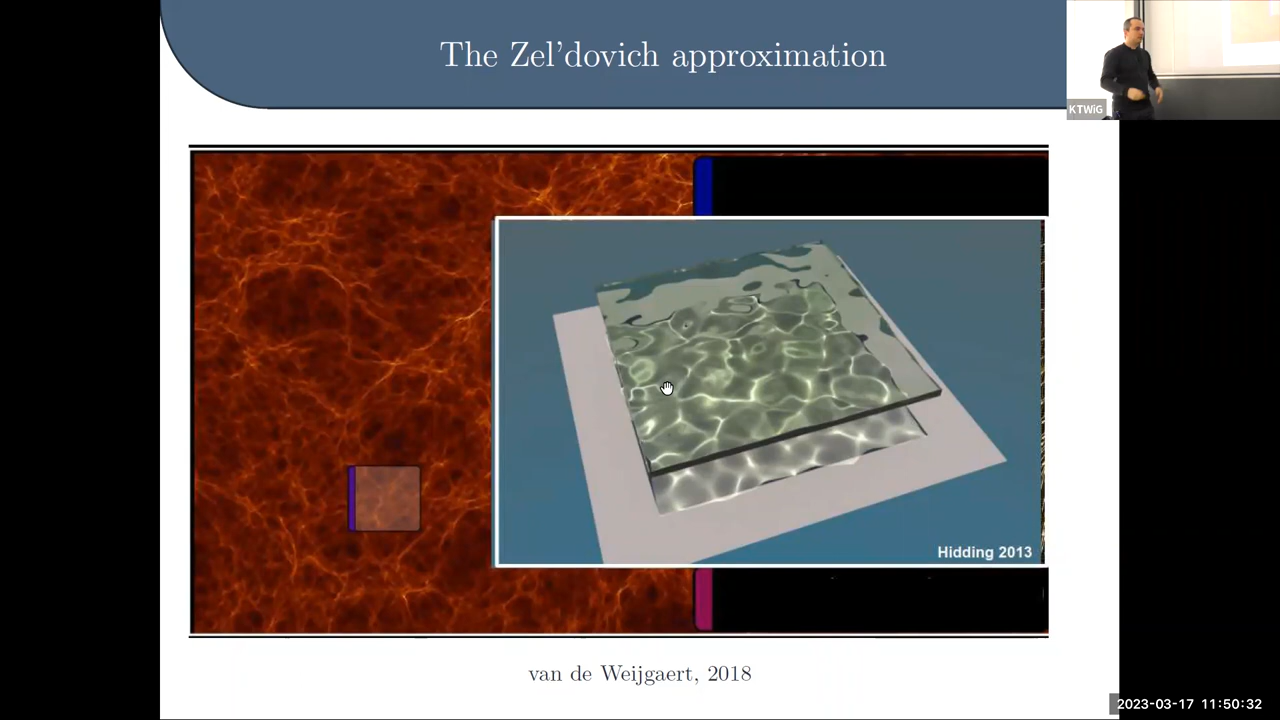 The Zel'dovich approximation
KTWiG
Hidding 2013
van de Weijgaert, 2018
2023-03-17 11:50:32